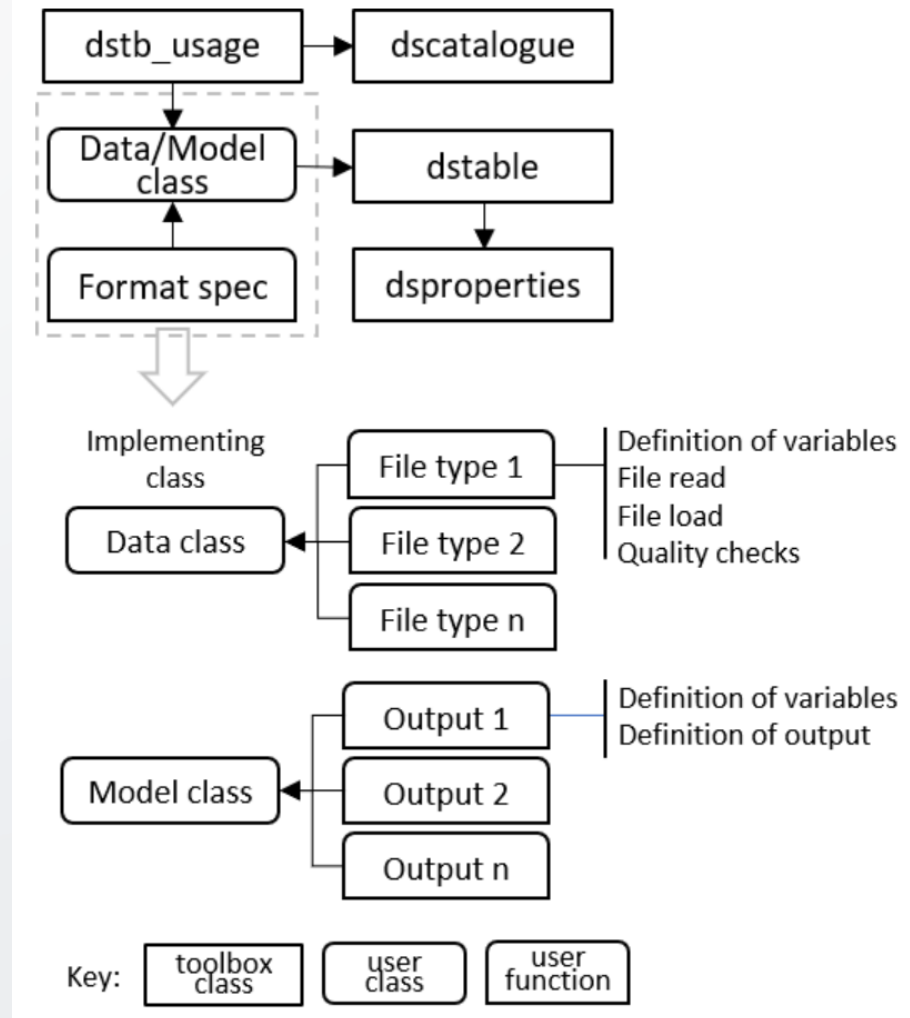 dstb_usage
dscatalogue
Data/Model
class
dstable
Format spec
dsproperties
Implementing
class
Data class
File type 1
File type 2
File type n
Definition of variables
File read
File load
Quality checks
Model class
Output 1
Output 2
Output n
Definition of variables
Definition of output
Key:
toolbox
class
user
class
user
function